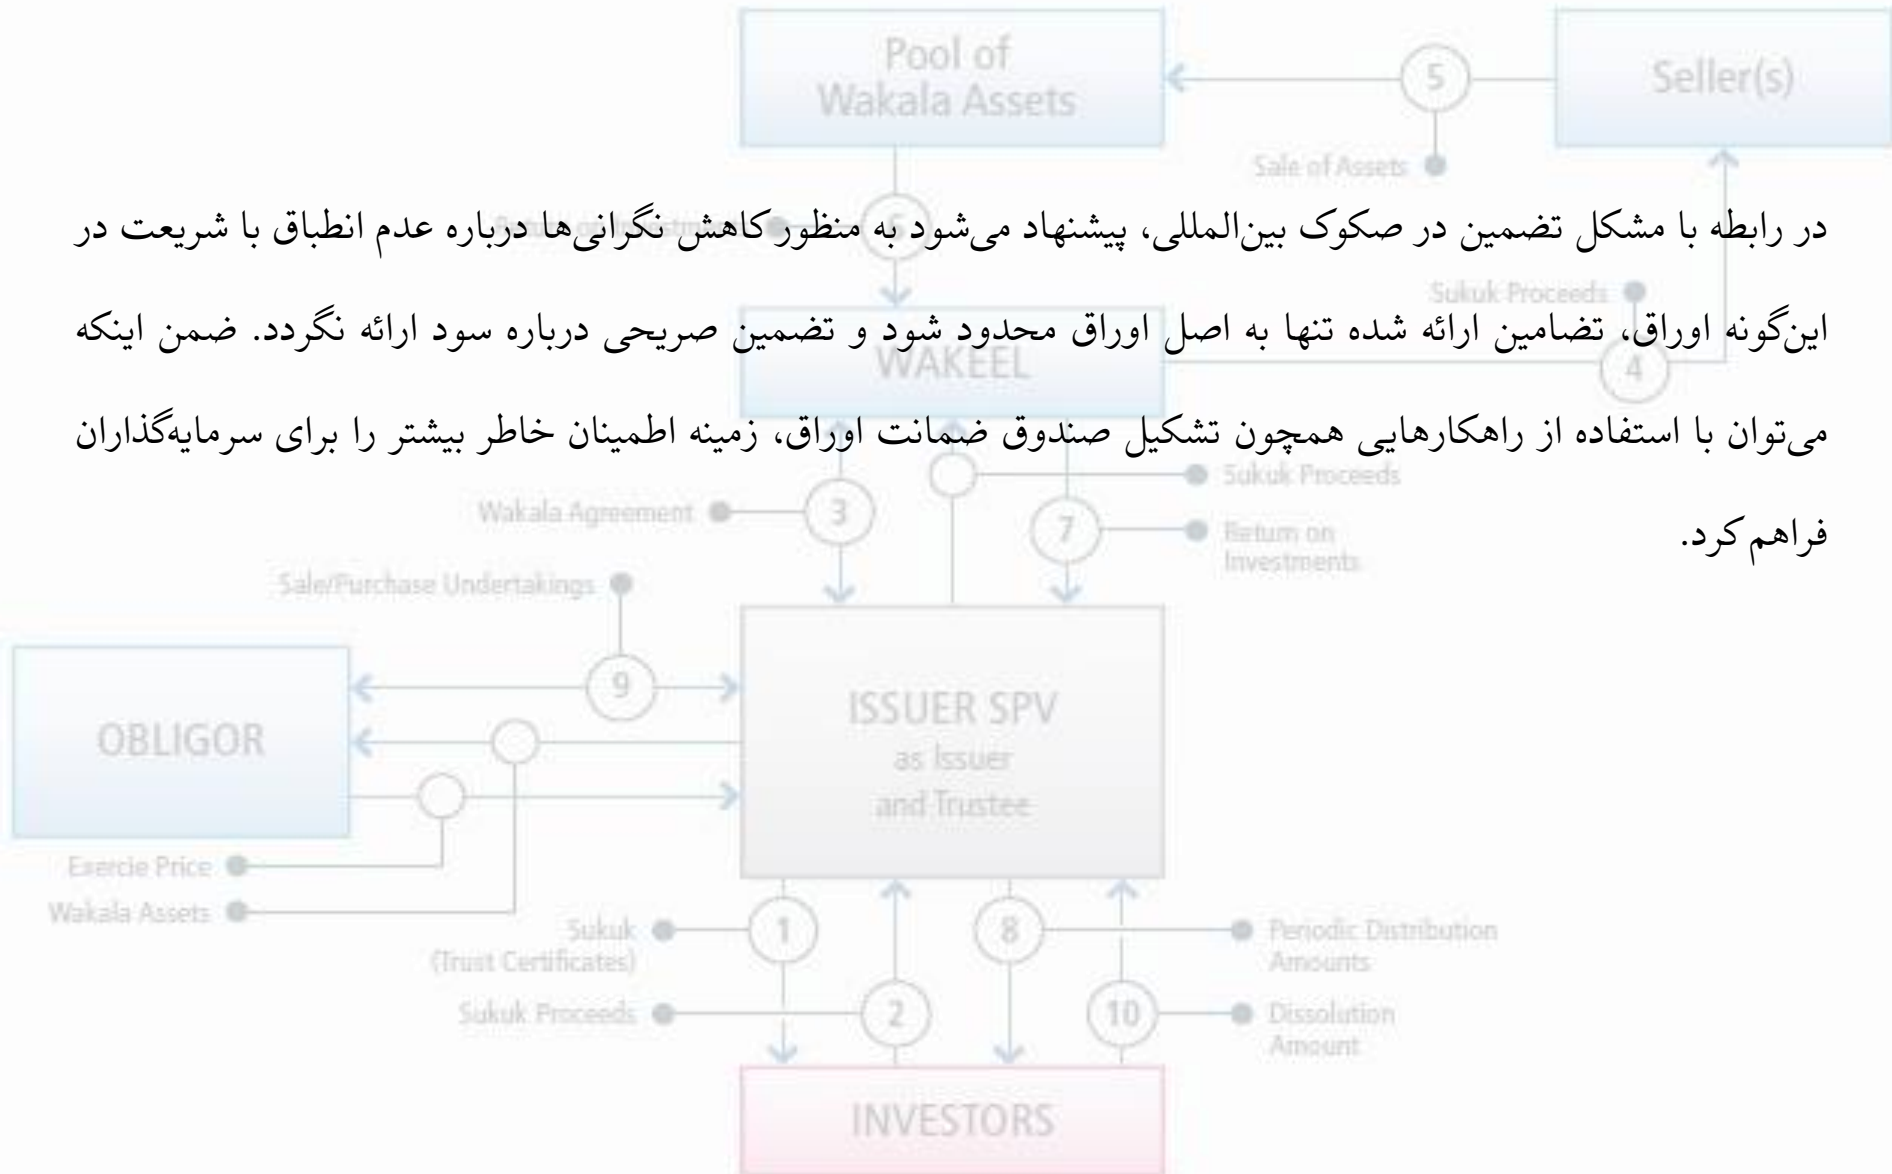 Pool of
Wakala Assets
5
Seller(s)
Sale of Assets
6
در رابطه با مشکل تضمین در صکوک بین‌المللی، پیشنهاد می‌شود به منظور کاهش نگرانی‌ها درباره عدم انطباق با شریعت در
Sukuk Proceeds
این‌گونه اوراق، تضامین ارائه شده تنها به اصل اوراق محدود شود و تضمین صریحی درباره سود ارائه نگردد. ضمن اینکه
WAKEEL
4
می‌توان با استفاده از راهکارهایی همچون تشکیل صندوق ضمانت اوراق، زمینه اطمینان خاطر بیشتر را برای سرمایه‌گذاران
Sukuk Proceeds
Wakala Agreement
3
7
Return on
Investments
فراهم کرد.
Sale/Purchase Undertakings
9
OBLIGOR
ISSUER SPV
as Issuer
and Trustee
Exercie Price
Wakala Assets
Sukuk
(Trust Certificates)
1
8
Periodic Distribution
Amounts
Sukuk Proceeds
2
10
Dissolution
Amount
INVESTORS